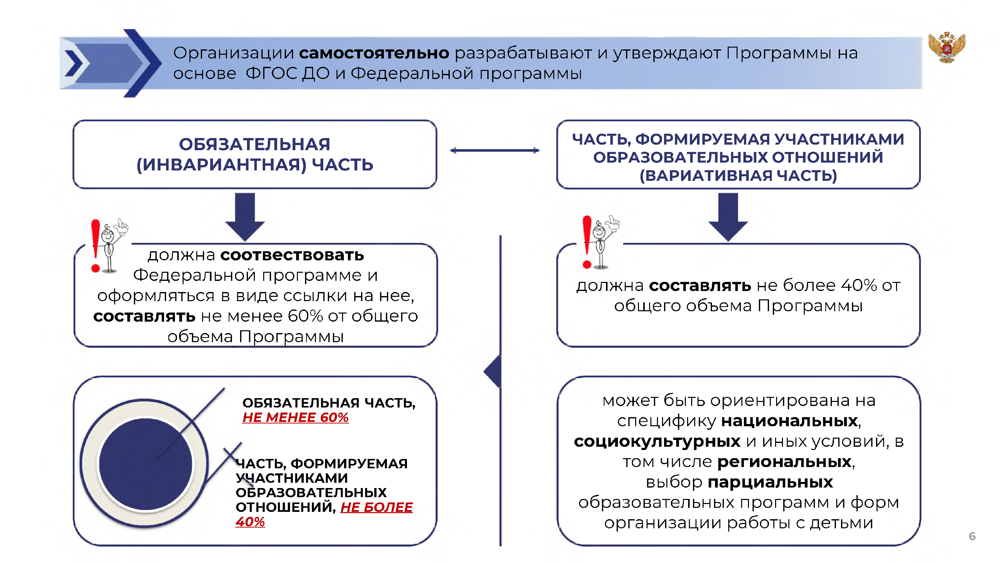 Организации самостоятельно разрабатывают и утверждают Программы на
основе ФГОС ДО и Федеральной программы
ОБЯЗАТЕЛЬНАЯ
(ИНВАРИАНТНАЯ) ЧАСТЬ
ЧАСТЬ, ФОРМИРУЕМАЯ УЧАСТНИКАМИ
ОБРАЗОВАТЕЛЬНЫХ ОТНОШЕНИЙ
(ВАРИАТИВНАЯ ЧАСТЬ)
должна соотвествовать
Федеральной программе и
оформляться в виде ссылки на нее,
составлять не менее 60% от общего
объема Программы
должна составлять не более 40% от
общего объема Программы
ОБЯЗАТЕЛЬНАЯ ЧАСТЬ,
НЕ МЕНЕЕ 60%
ЧАСТЬ, ФОРМИРУЕМАЯ
УЧАСТНИКАМИ
ОБРАЗОВАТЕЛЬНЫХ
ОТНОШЕНИЙ, НЕ БОЛЕЕ
40%
может быть ориентирована на
специфику национальных,
социокультурных и иных условий, в
том числе региональных,
выбор парциальных
образовательных программ и форм
организации работы с детьми
6